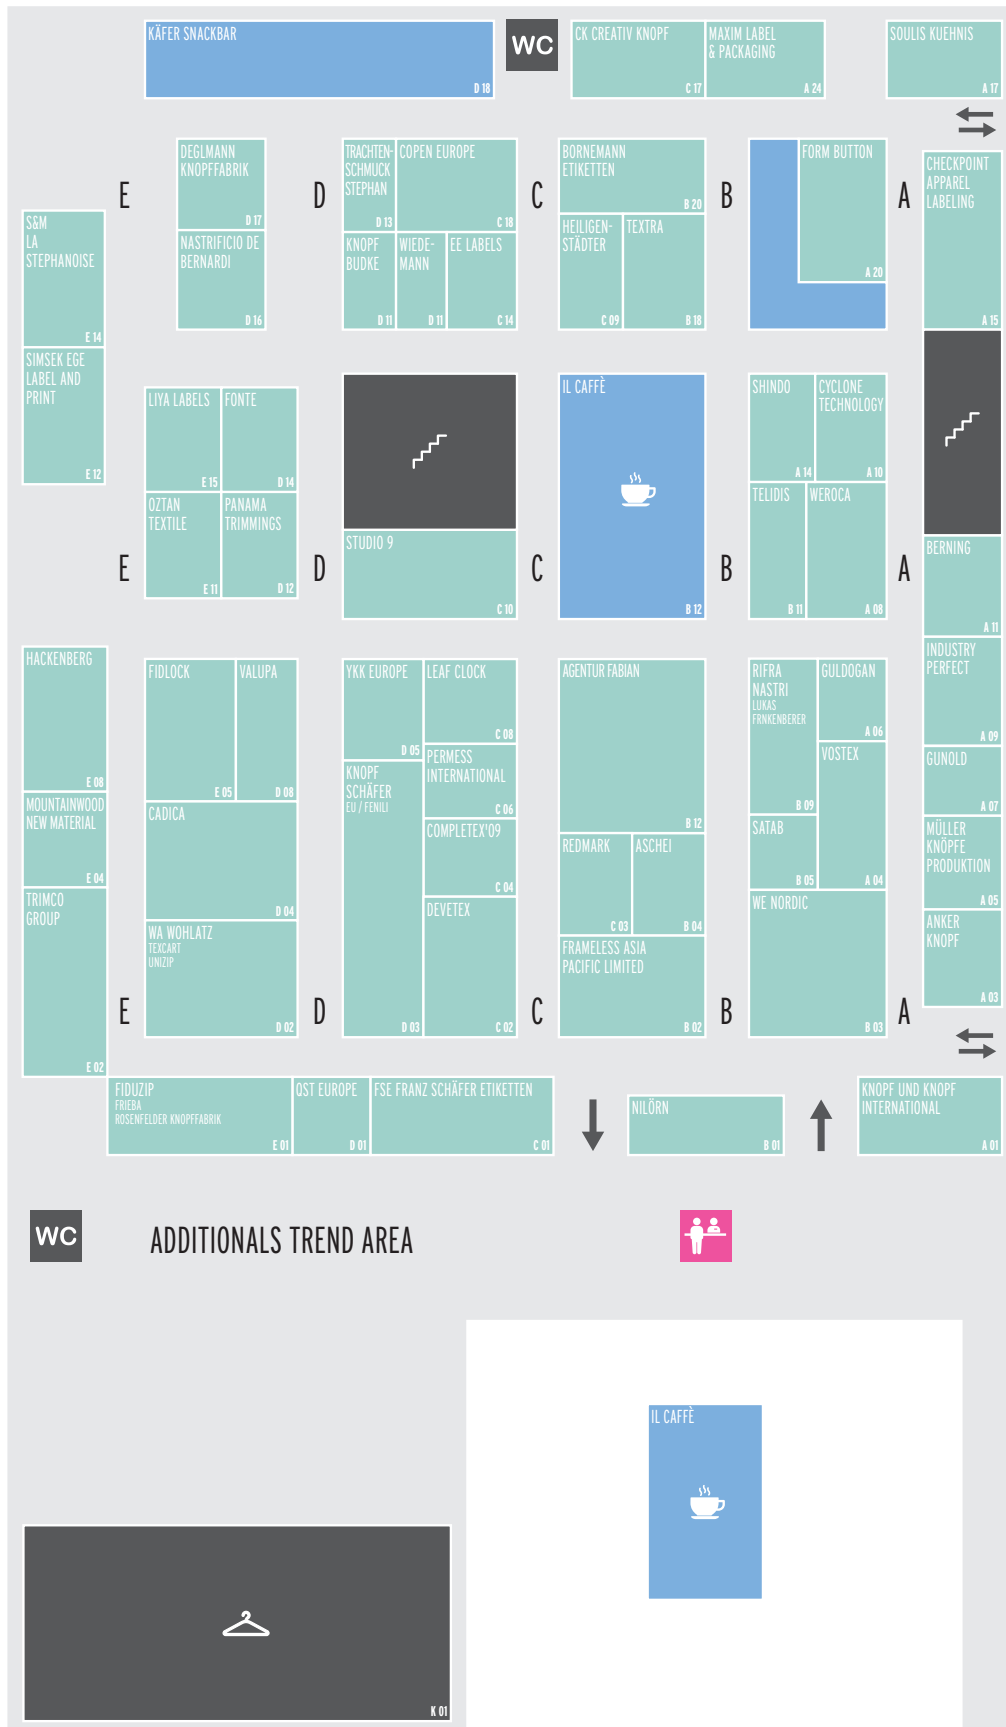 KÄFER SNACKBAR
D 18
WC
CK CREATIV KNOPF
C 17
MAXIM LABEL
& PACKAGING
A 24
SOULIS KUEHNIS
A 17
E
DEGLMANN
KNOPFFABRIK
D 17
NASTRIFICIO DE
BERNARDI
D 16
D
TRACHTEN-
SCHMUCK
STEPHAN
D 13
COPEN EUROPE
C 18
KNOPF
BUDKE
D 11
WIEDE-
MANN
D 11
EE LABELS
C 14
C
BORNEMANN
ETIKETTEN
B 20
HEILIGEN-
STÄDTER
C 09
TEXTRA
B 18
B
FORM BUTTON
A 20
A
CHECKPOINT
APPAREL
LABELING
A 15
S&M
LA
STEPHANOISE
E 14
SIMSEK EGE
LABEL AND
PRINT
E 12
E
LIYA LABELS
E 15
FONTE
D 14
OZTAN
TEXTILE
E 11
PANAMA
TRIMMINGS
D 12
D
STUDIO 9
C 10
C
IL CAFFÈ
B 12
B
SHINDO
A 14
CYCLONE
TECHNOLOGY
A 10
TELIDIS
B 11
WEROCA
A 08
A
BERNING
A 11
INDUSTRY
PERFECT
A 09
GUNOLD
A 07
MÜLLER
KNÖPFE
PRODUKTION
A 05
ANKER
KNOPF
A 03
HACKENBERG
E 08
MOUNTAINWOOD
NEW MATERIAL
E 04
TRIMCO
GROUP
E 02
FIDLOCK
E 05
VALUPA
D 08
CADICA
D 04
WA WOHLATZ
TEXCART
UNIZIP
D 02
E
D
YKK EUROPE
D 05
LEAF CLOCK
C 08
KNOPF
SCHÄFER
EU / FENILI
D 03
PERMESS
INTERNATIONAL
C 06
COMPLETEX'09
C 04
DEVETEX
C 02
C
AGENTUR FABIAN
B 12
REDMARK
C 03
ASCHEI
B 04
FRAMELESS ASIA
PACIFIC LIMITED
B 02
B
RIFRA
NASTRI
LUKAS
FRNKENBERER
B 09
GULDOGAN
A 06
VOSTEX
A 04
SATAB
B 05
WE NORDIC
B 03
A
FIDUZIP
FRIEBA
ROSENFELDER KNOPFFABRIK
E 01
QST EUROPE
D 01
FSE FRANZ SCHÄFER ETIKETTEN
C 01
NILÖRN
B 01
KNOPF UND KNOPF
INTERNATIONAL
A 01
WC
ADDITIONALS TREND AREA
IL CAFFÈ
K 01